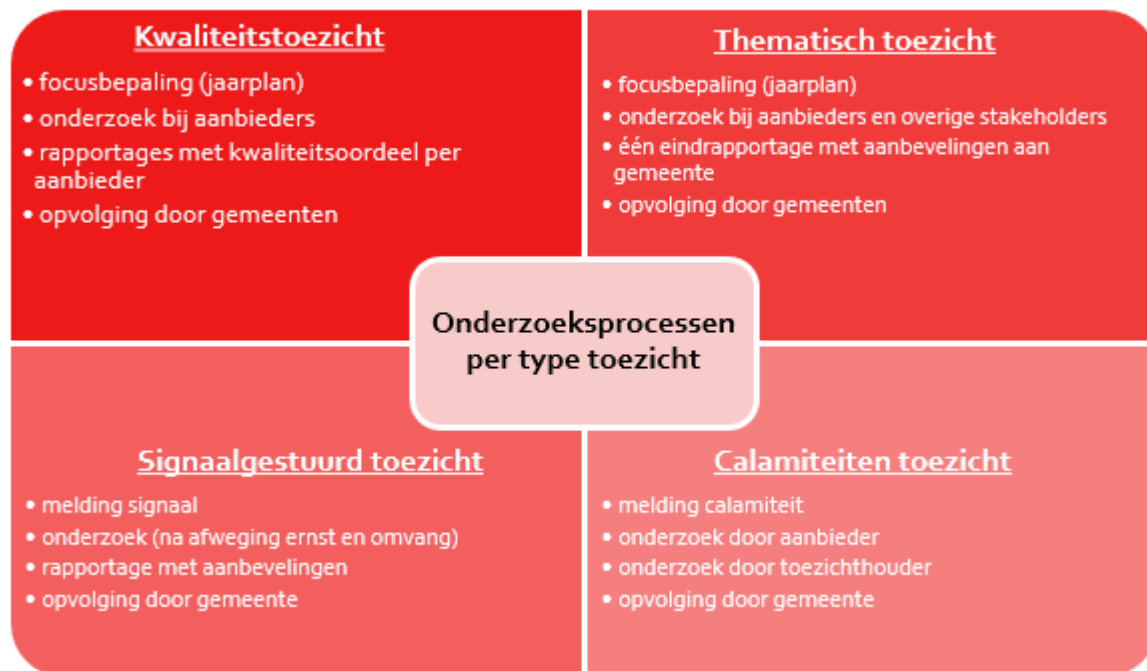 Kwaliteitstoezicht
• focusbepaling (jaarplan)
• onderzoek bij aanbieders
• rapportages met kwaliteitsoordeel per
aanbieder
• opvolging door gemeenten
Thematisch toezicht
• focusbepaling (jaarplan)
• onderzoek bij aanbieders en overige stakeholders
• één eindrapportage met aanbevelingen aan
gemeente
• opvolging door gemeenten
Onderzoeksprocessen
per type toezicht
Signaalgestuurd toezicht
• melding signaal
• onderzoek (na afweging ernst en omvang)
• rapportage met aanbevelingen
• opvolging door gemeente
Calamiteiten toezicht
• melding calamiteit
• onderzoek door aanbieder
• onderzoek door toezichthouder
• opvolging door gemeente